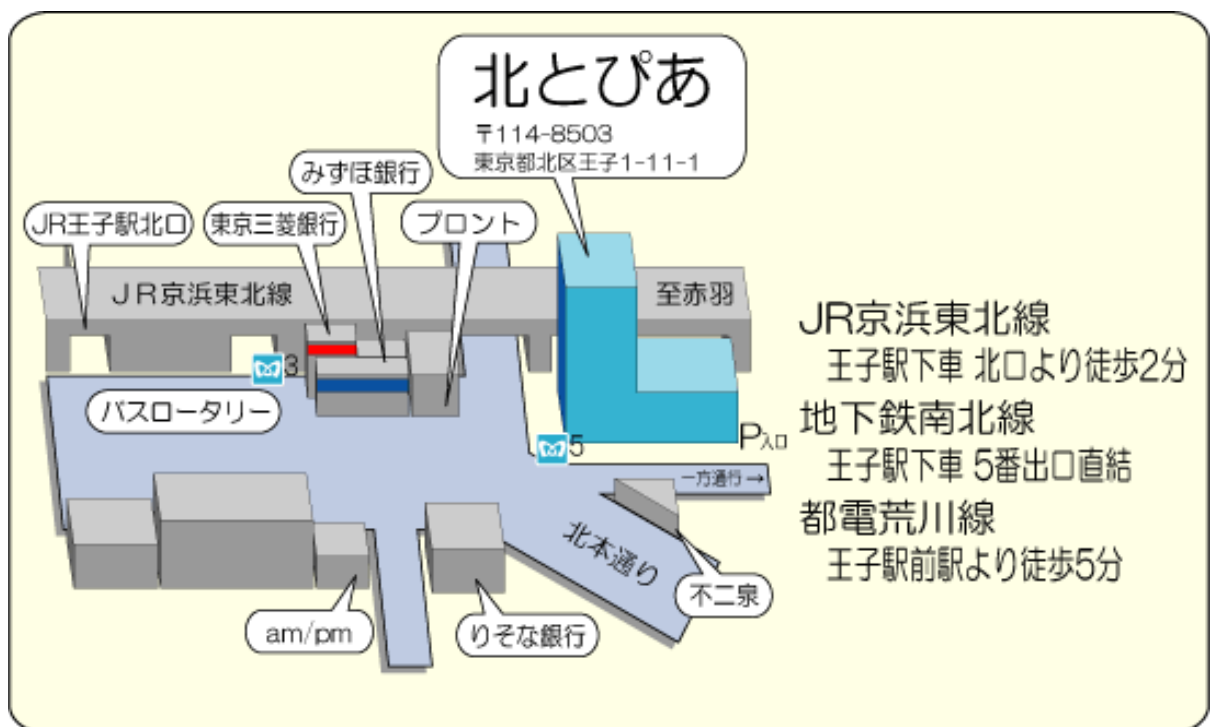 北とぴあ
〒114-8503
東京都北区王子1-11-1
みずほ銀行
JR王子駅北口
東京三菱銀行
プロント
JR京浜東北線
至赤羽
3
バスロータリー
5
P入口
一方通行→
北本通り
不二泉
am/pm
りそな銀行
JR京浜東北線
王子駅下車 北口より徒歩2分
地下鉄南北線
王子駅下車 5番出口直結
都電荒川線
王子駅前駅より徒歩5分